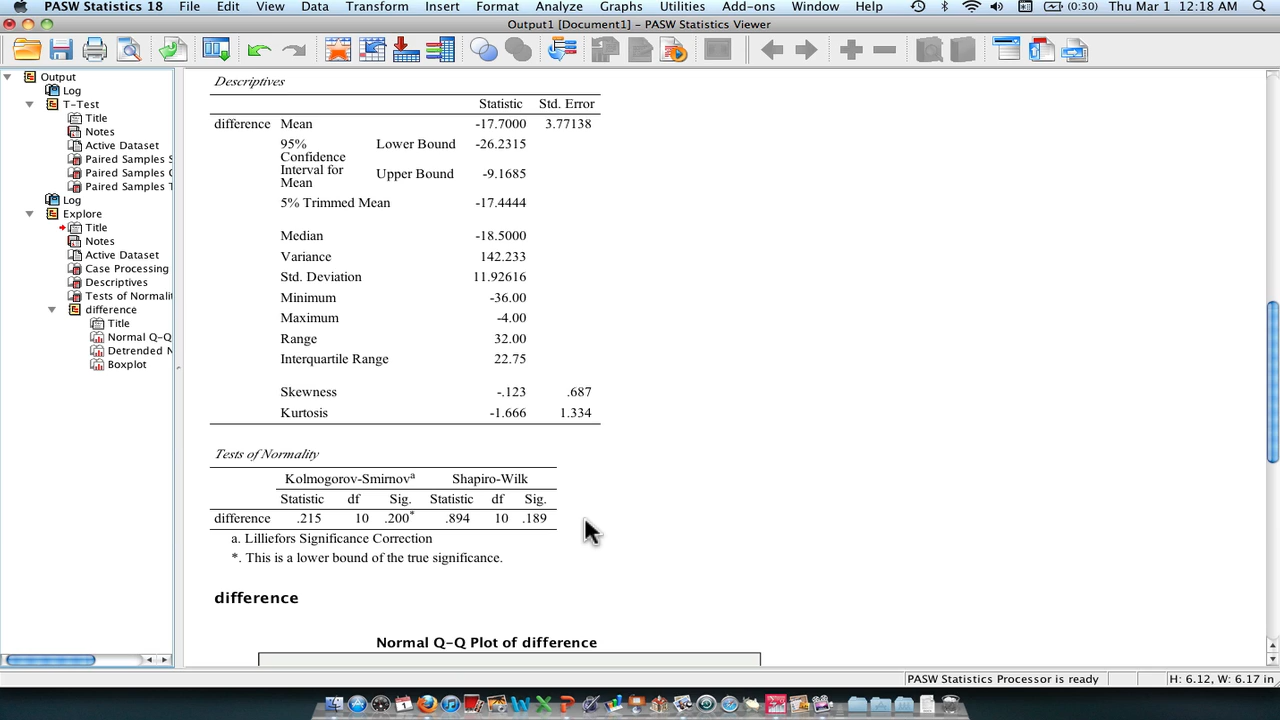 PASW Statistics 18 File Edit View Data Transform Insert Format Analyze Graphs Utilities Add-ons Window Help (0:30) Thu Mar 1 12:18 AM
Output1 [Document1] – PASW Statistics Viewer
Output
Log
T-Test
Title
Notes
Active Dataset
Paired Samples S
Paired Samples C
Paired Samples T
Log
Explore
Title
Notes
Active Dataset
Case Processing
Descriptives
Tests of Normali
difference
Title
Normal Q-Q
Detrended N
Boxplot
Descriptives
Statistic Std. Error
difference Mean -17.7000 3.77138
95% Confidence Interval for Mean Lower Bound -26.2315
Upper Bound -9.1685
5% Trimmed Mean -17.4444
Median -18.5000
Variance 142.233
Std. Deviation 11.92616
Minimum -36.00
Maximum -4.00
Range 32.00
Interquartile Range 22.75
Skewness -.123 .687
Kurtosis -1.666 1.334
Tests of Normality
Kolmogorov-Smirnovᵃ Shapiro-Wilk
Statistic df Sig. Statistic df Sig.
difference .215 10 .200* .894 10 .189
a. Lilliefors Significance Correction
*. This is a lower bound of the true significance.
difference
Normal Q-Q Plot of difference
PASW Statistics Processor is ready H: 6.12, W: 6.17 in